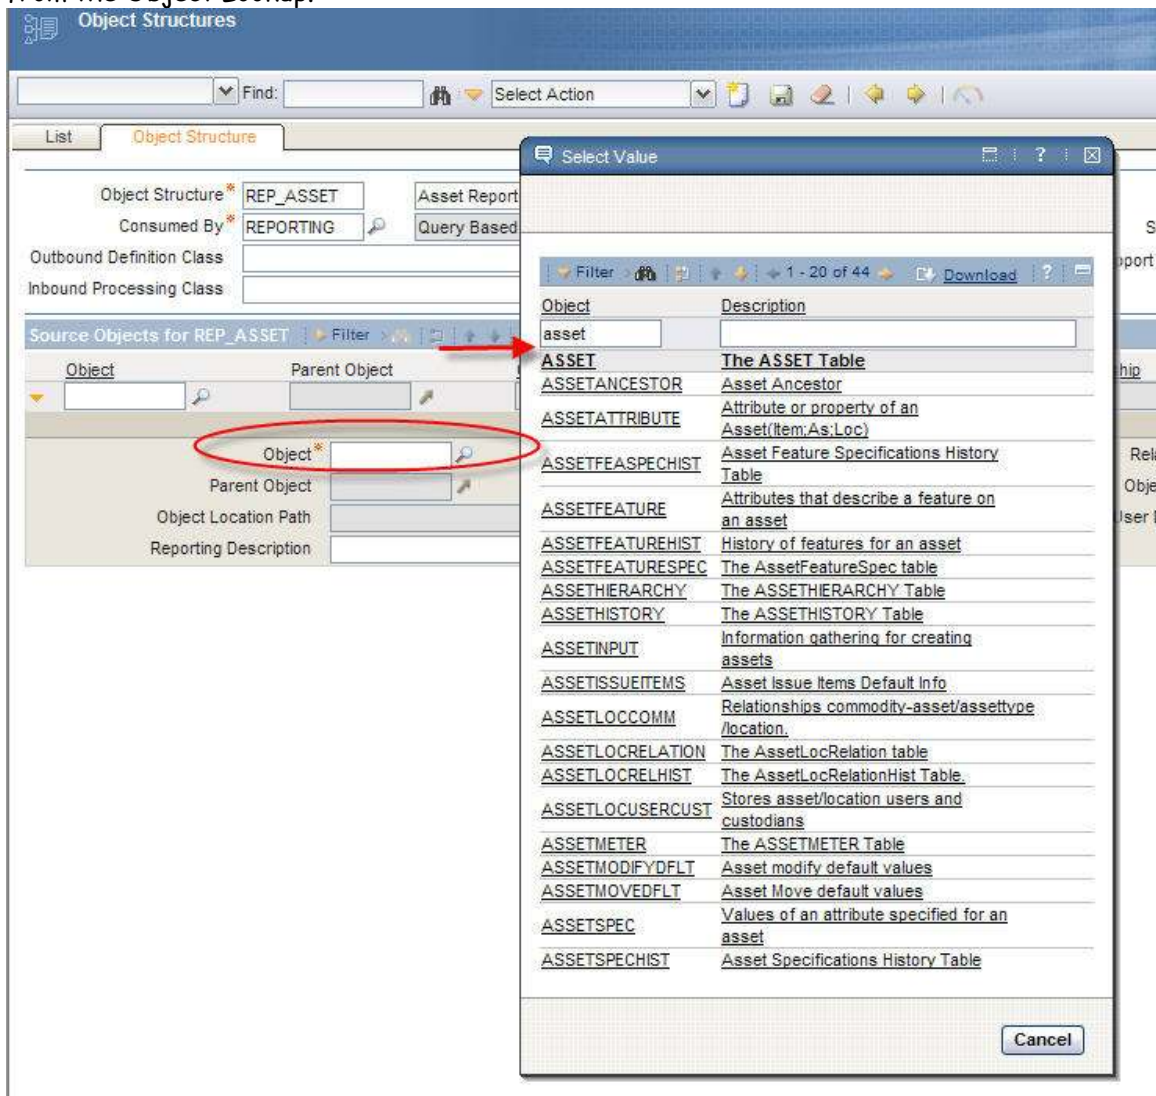 From the Object Lookup.
Object Structures
Find: Select Action
List Object Structure
Select Value ?
Object Structure* REP_ASSET Asset Report
Consumed By* REPORTING Query Based
Outbound Definition Class
Inbound Processing Class
Filter 1 - 20 of 44 Download ?
Source Objects for REP_ASSET Filter
Object Parent Object
Object*
Parent Object
Object Location Path
Reporting Description
Object Description
asset
ASSET The ASSET Table
ASSETANCESTOR Asset Ancestor
ASSETATTRIBUTE Attribute or property of an
Asset(Item;As;Loc)
ASSETFEASPECHIST Asset Feature Specifications History
Table
ASSETFEATURE Attributes that describe a feature on
an asset
ASSETFEATUREHIST History of features for an asset
ASSETFEATURESPEC The AssetFeatureSpec table
ASSETHIERARCHY The ASSETHIERARCHY Table
ASSETHISTORY The ASSETHISTORY Table
ASSETINPUT Information gathering for creating
assets
ASSETISSUEITEMS Asset Issue Items Default Info
ASSETLOCCOMM Relationships commodity-asset/assettype
/location.
ASSETLOCRELATION The AssetLocRelation table
ASSETLOCRELHIST The AssetLocRelationHist Table.
ASSETLOCUSERCUST Stores asset/location users and
custodians
ASSETMETER The ASSETMETER Table
ASSETMODIFYDFLT Asset modify default values
ASSETMOVEDFLT Asset Move default values
ASSETSPEC Values of an attribute specified for an
asset
ASSETSPECHIST Asset Specifications History Table
Cancel
S
pport
hip
Rela
Obje